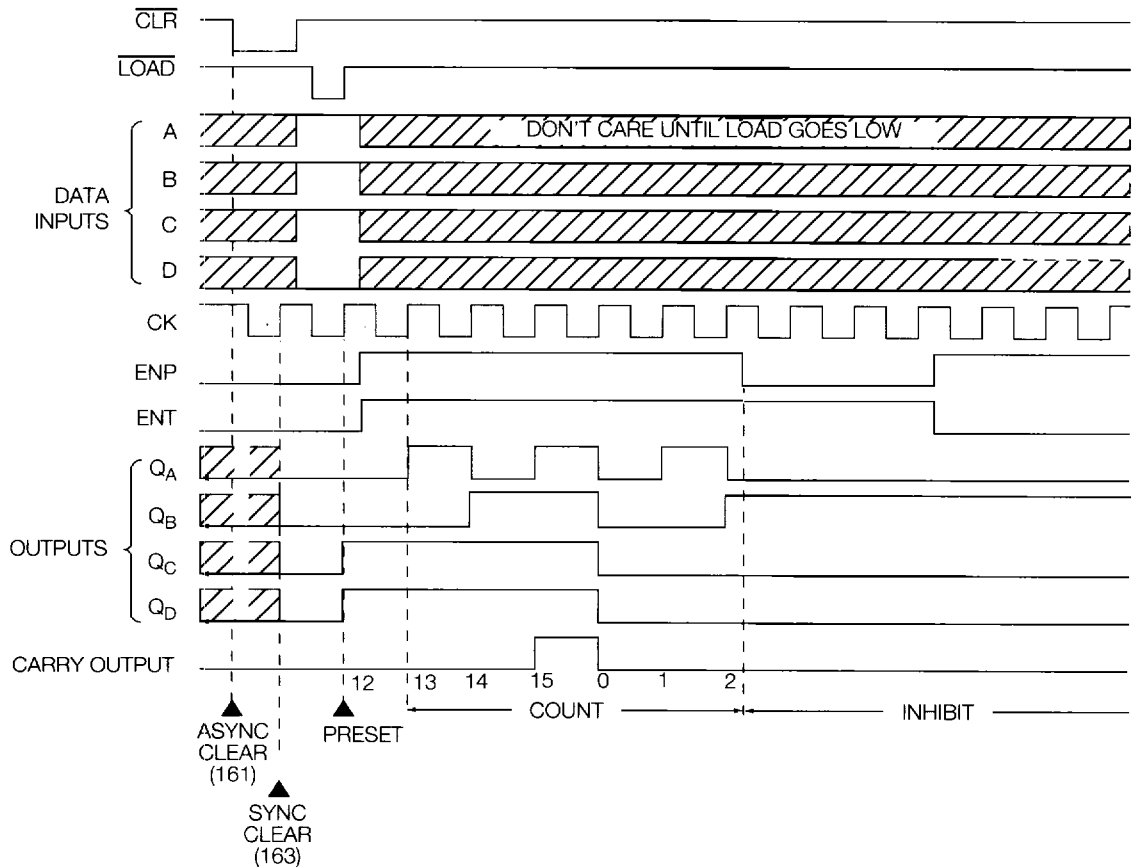 CLR
LOAD
A
DON'T CARE UNTIL LOAD GOES LOW
B
DATA
INPUTS
C
D
CK
ENP
ENT
QA
QB
OUTPUTS
QC
QD
CARRY OUTPUT
12 13 14 15 0 1 2
COUNT
INHIBIT
ASYNC
CLEAR
(161)
PRESET
SYNC
CLEAR
(163)